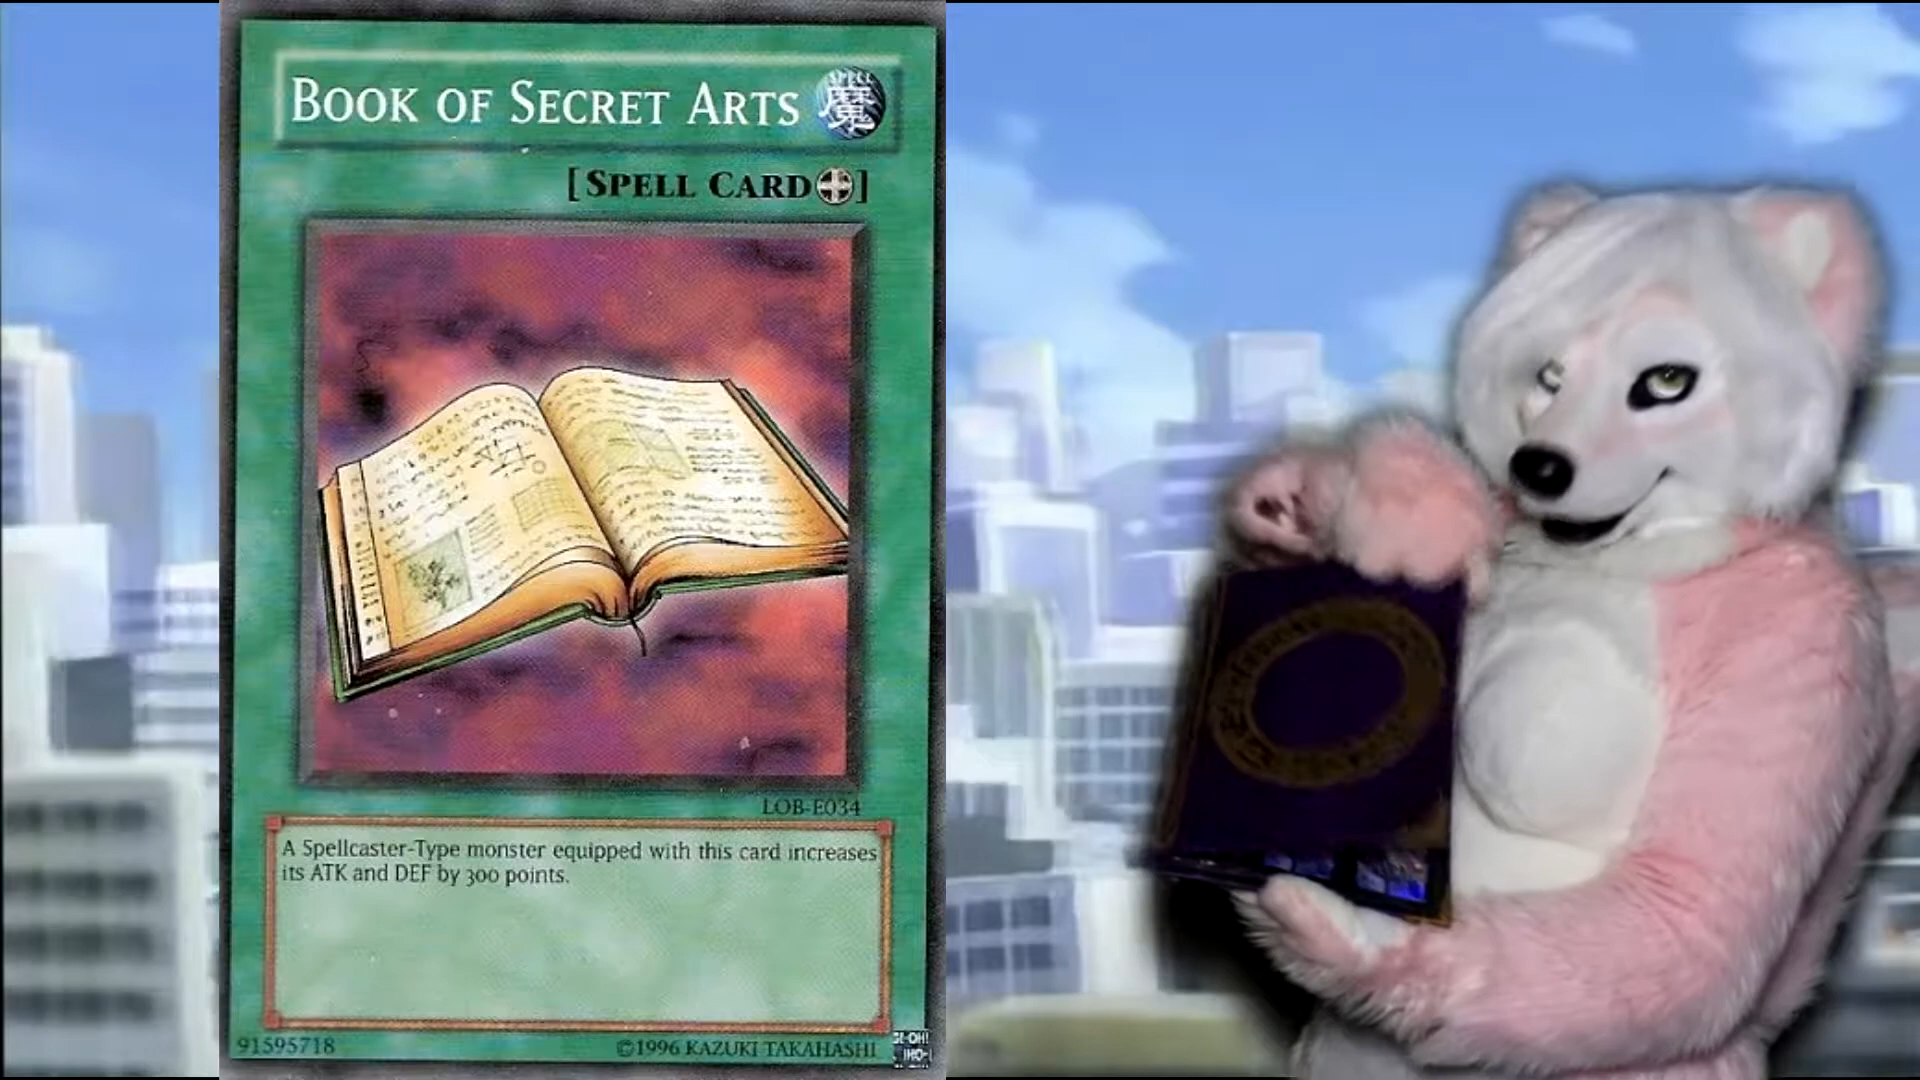 BOOK OF SECRET ARTS
SPELL
魔
[SPELL CARD]
LOB-E034
A Spellcaster-Type monster equipped with this card increases
its ATK and DEF by 300 points.
91595718
©1996 KAZUKI TAKAHASHI